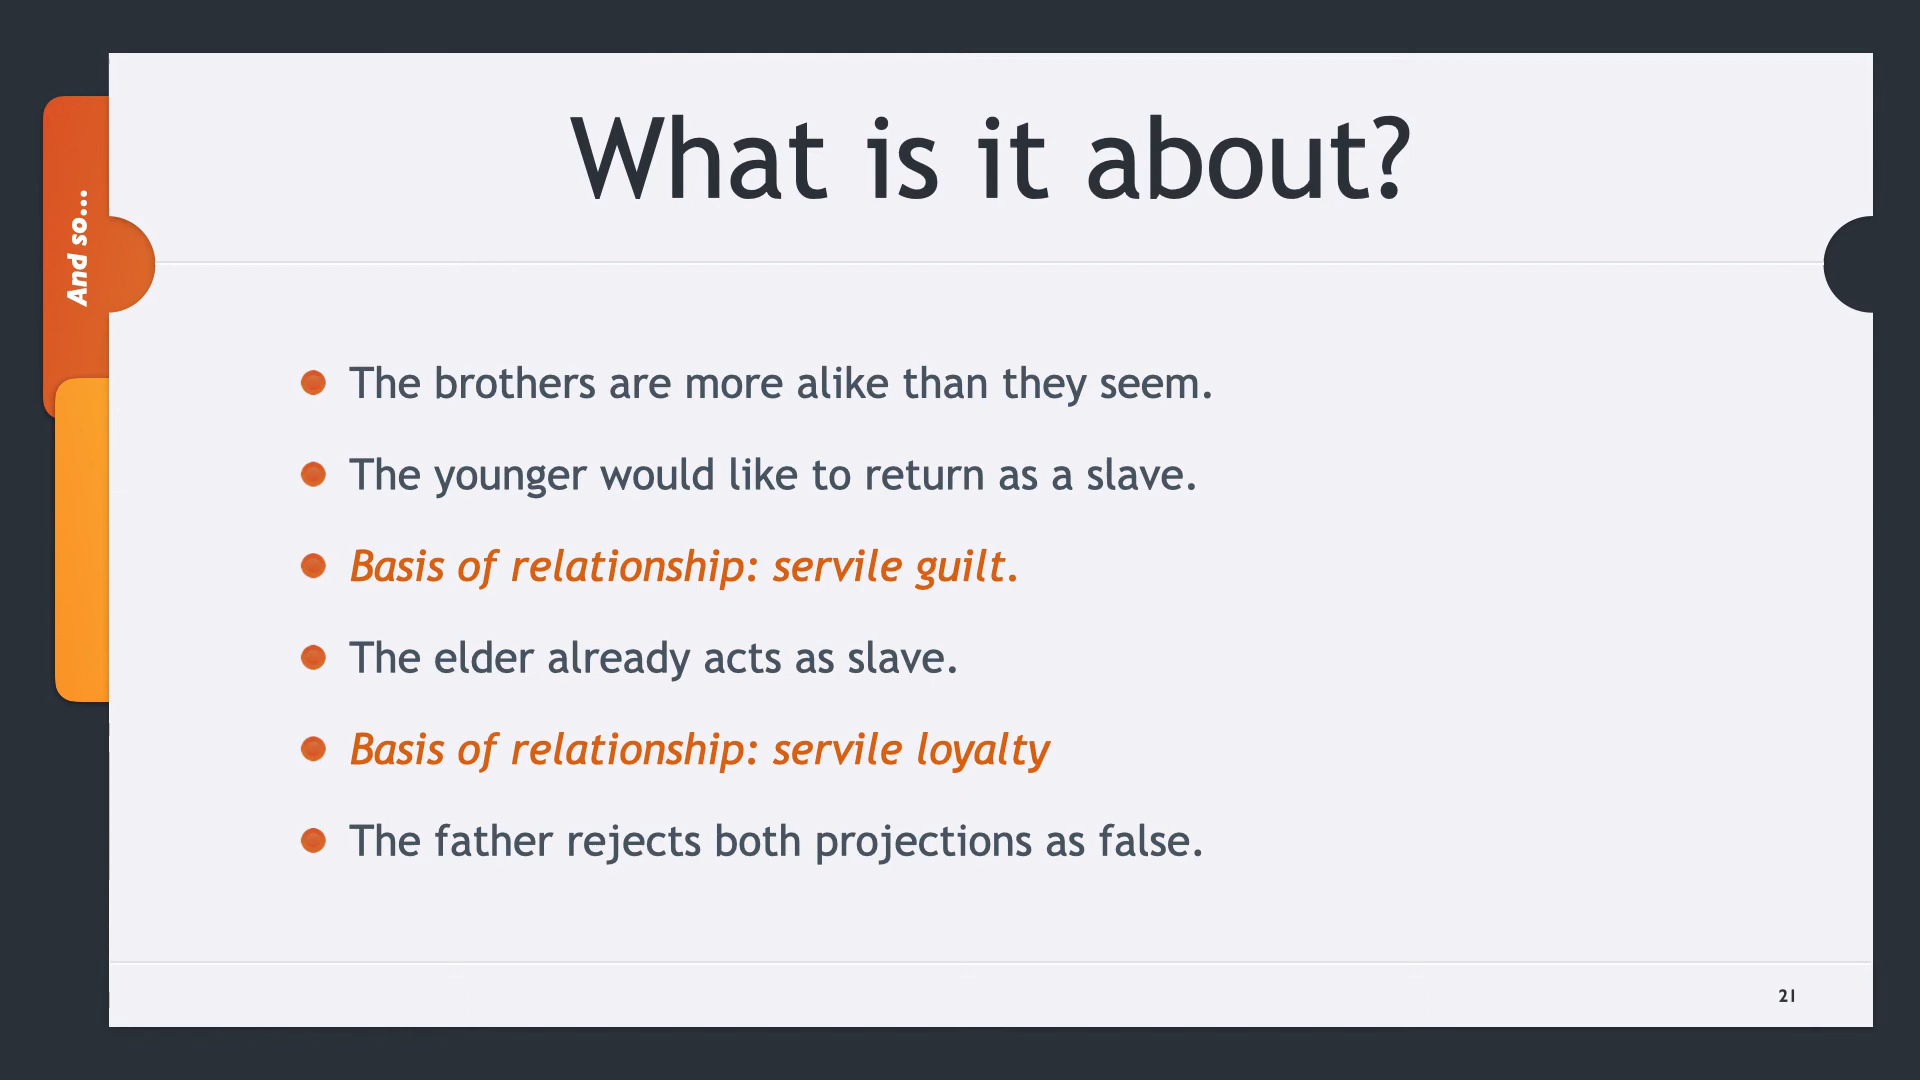 What is it about?
And so...
The brothers are more alike than they seem.
The younger would like to return as a slave.
Basis of relationship: servile guilt.
The elder already acts as slave.
Basis of relationship: servile loyalty
The father rejects both projections as false.
21